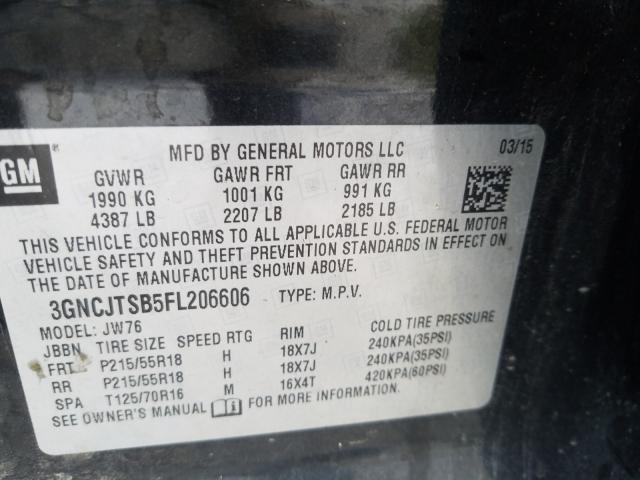 GM
MFD BY GENERAL MOTORS LLC 03/15
GVWR GAWR FRT GAWR RR
1990 KG 1001 KG 991 KG
4387 LB 2207 LB 2185 LB
THIS VEHICLE CONFORMS TO ALL APPLICABLE U.S. FEDERAL MOTOR
VEHICLE SAFETY AND THEFT PREVENTION STANDARDS IN EFFECT ON
THE DATE OF MANUFACTURE SHOWN ABOVE.
3GNCJTSB5FL206606 TYPE: M.P.V.
MODEL: JW76
JBBN TIRE SIZE SPEED RTG RIM COLD TIRE PRESSURE
FRT P215/55R18 H 18X7J 240KPA(35PSI)
RR P215/55R18 H 18X7J 240KPA(35PSI)
SPA T125/70R16 M 16X4T 420KPA(60PSI)
SEE OWNER'S MANUAL FOR MORE INFORMATION.